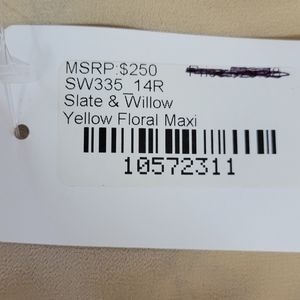 MSRP:$250
SW335_14R
Slate & Willow
Yellow Floral Maxi
10572311